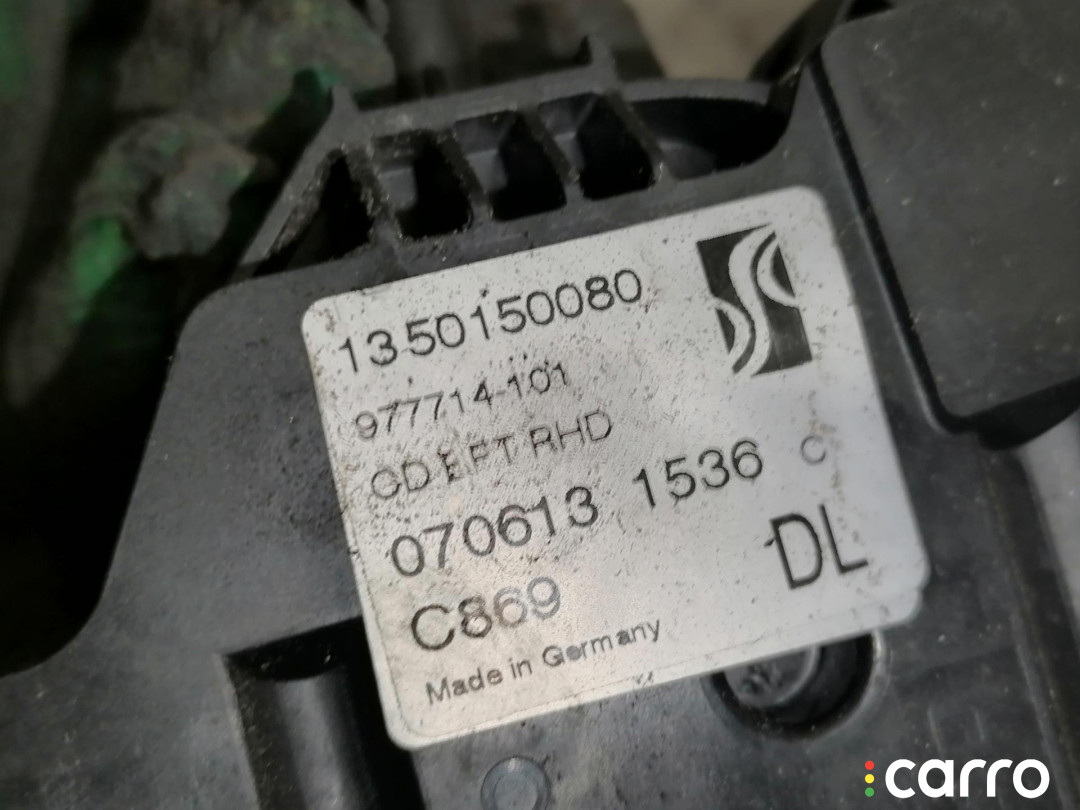 1350150080
977714-101
CD EFT RHD
070613 1536 C
DL
C869
Made in Germany
carro